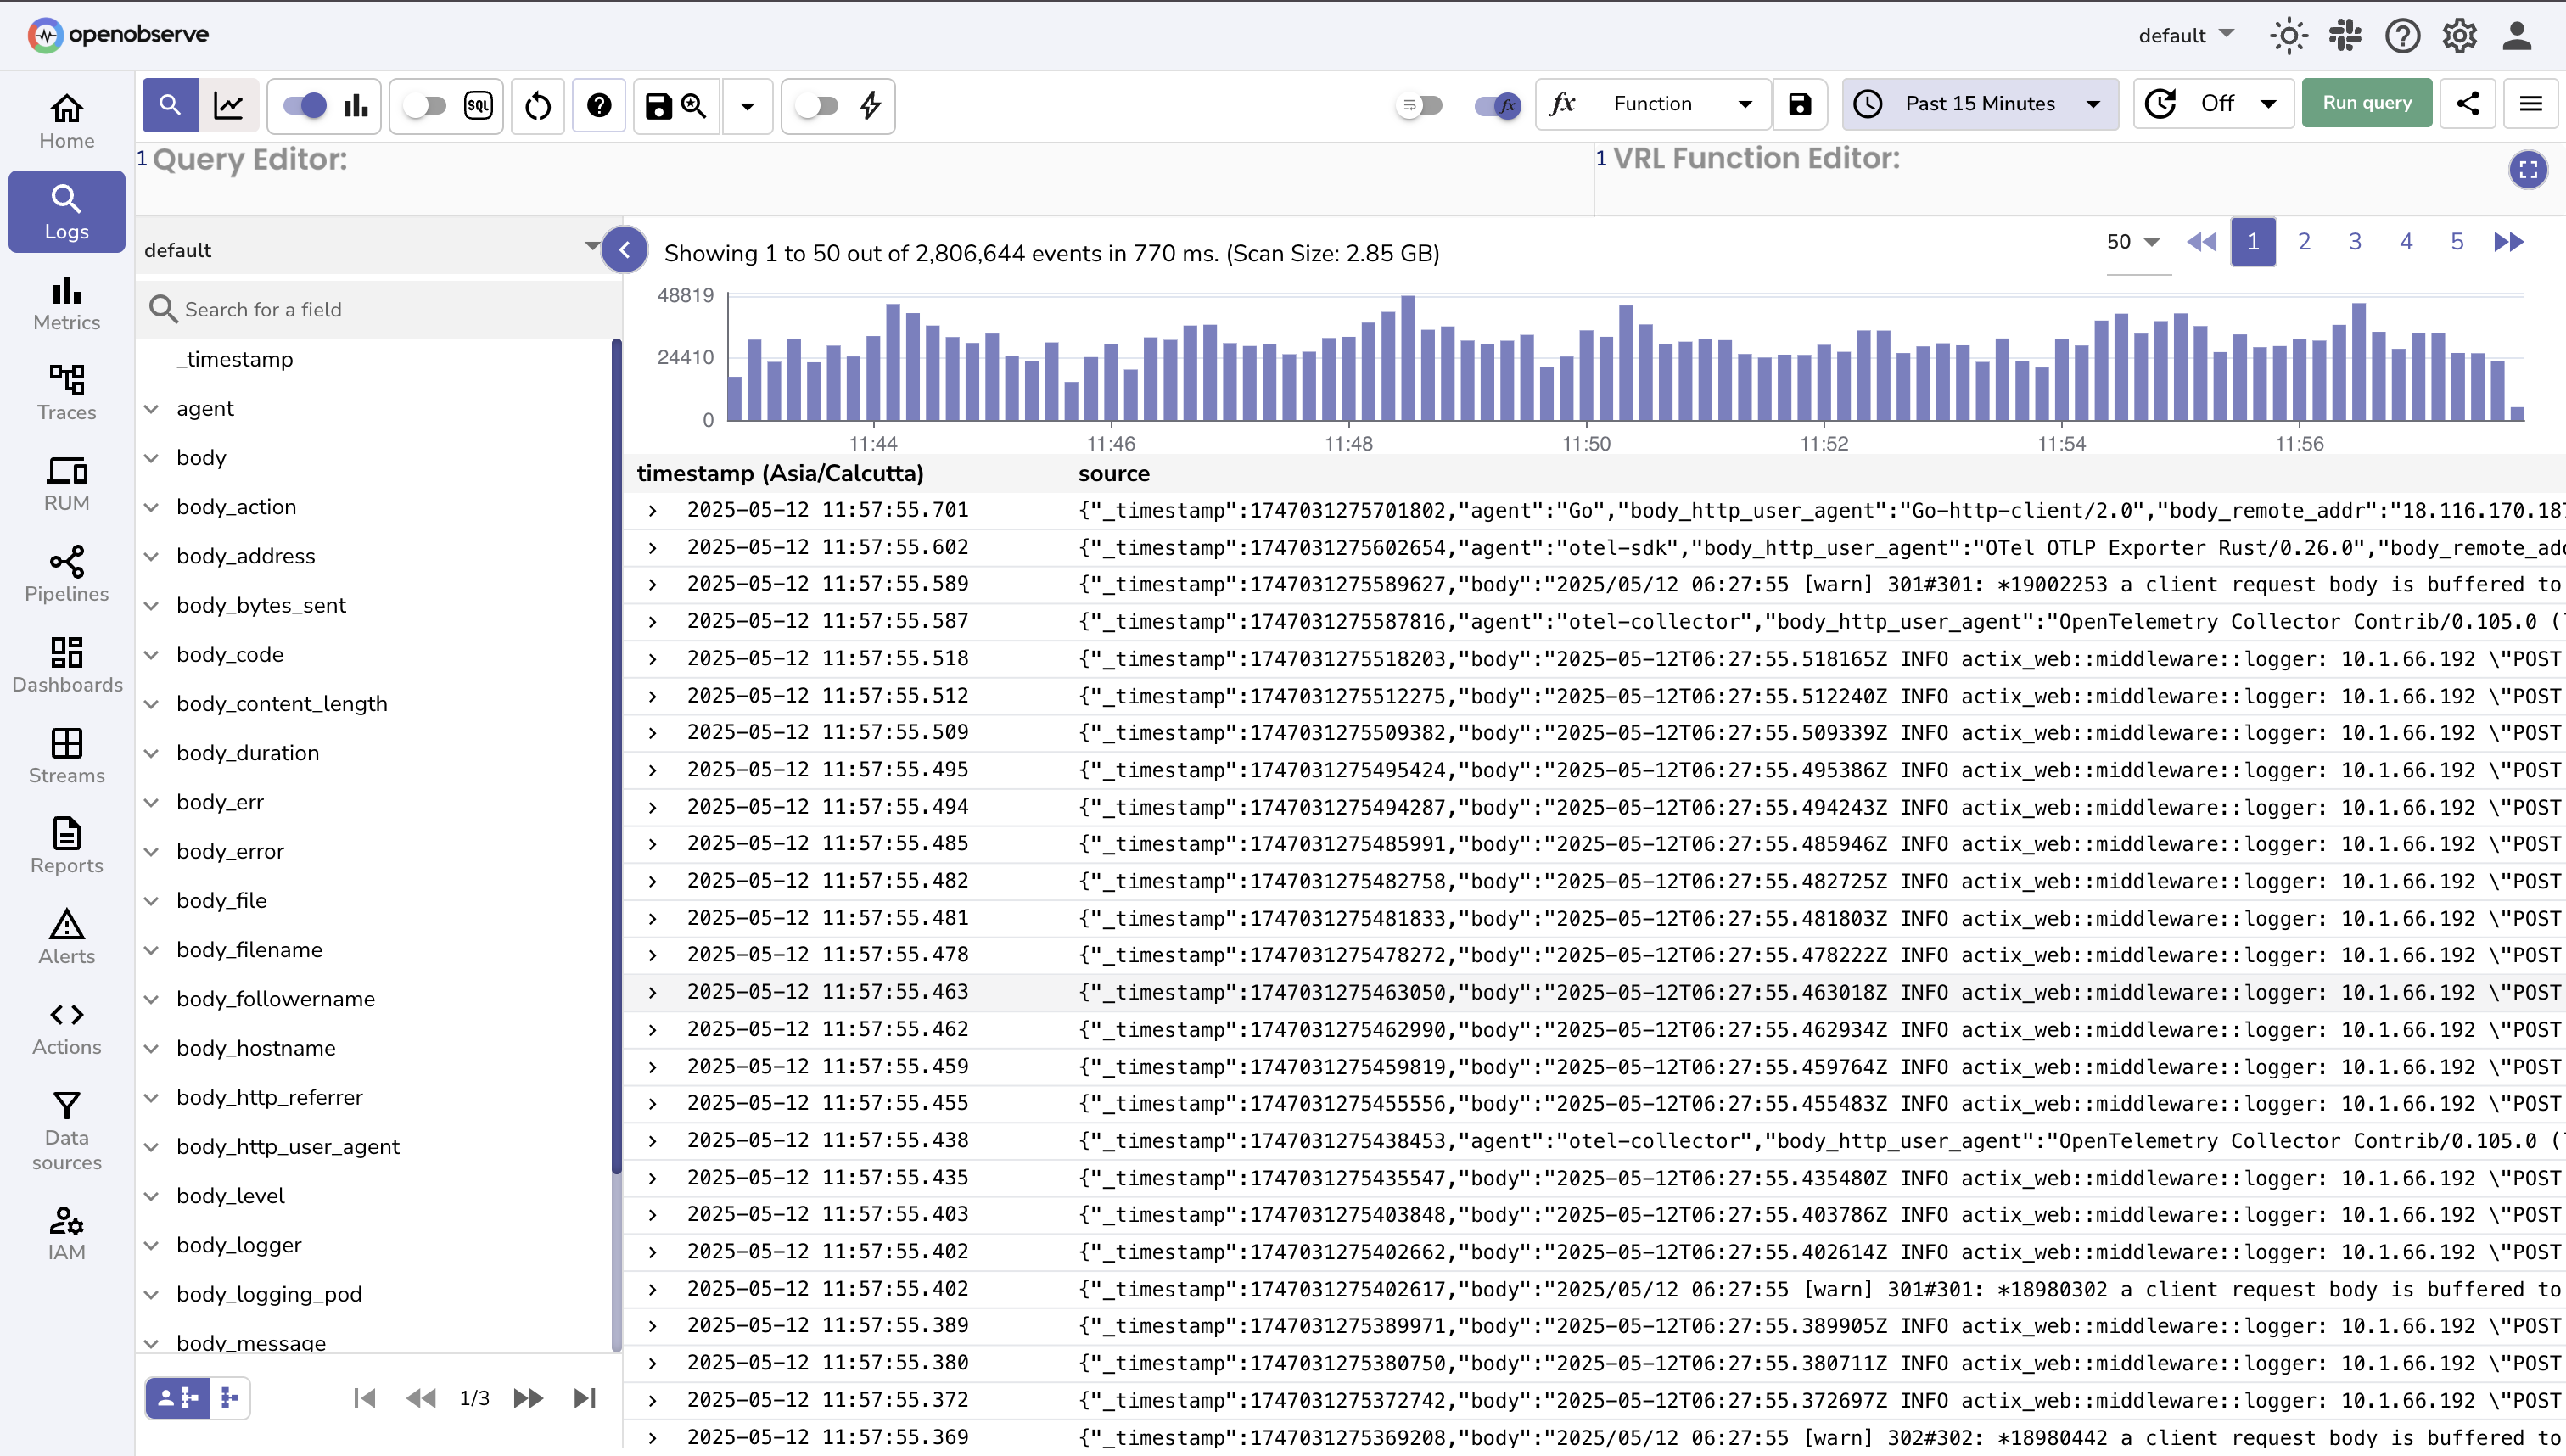 openobserve
default
Home
Logs
Metrics
Traces
RUM
Pipelines
Dashboards
Streams
Reports
Alerts
Actions
Data
sources
IAM
SQL
fx
fx Function
Past 15 Minutes
Off
Run query
1 Query Editor:
1 VRL Function Editor:
default
Search for a field
_timestamp
agent
body
body_action
body_address
body_bytes_sent
body_code
body_content_length
body_duration
body_err
body_error
body_file
body_filename
body_followername
body_hostname
body_http_referrer
body_http_user_agent
body_level
body_logger
body_logging_pod
body_message
1/3
Showing 1 to 50 out of 2,806,644 events in 770 ms. (Scan Size: 2.85 GB)
50 1 2 3 4 5
48819
24410
0
11:44 11:46 11:48 11:50 11:52 11:54 11:56
timestamp (Asia/Calcutta) source
2025-05-12 11:57:55.701 {"_timestamp":1747031275701802,"agent":"Go","body_http_user_agent":"Go-http-client/2.0","body_remote_addr":"18.116.170.187
2025-05-12 11:57:55.602 {"_timestamp":1747031275602654,"agent":"otel-sdk","body_http_user_agent":"OTel OTLP Exporter Rust/0.26.0","body_remote_add
2025-05-12 11:57:55.589 {"_timestamp":1747031275589627,"body":"2025/05/12 06:27:55 [warn] 301#301: *19002253 a client request body is buffered to
2025-05-12 11:57:55.587 {"_timestamp":1747031275587816,"agent":"otel-collector","body_http_user_agent":"OpenTelemetry Collector Contrib/0.105.0 (
2025-05-12 11:57:55.518 {"_timestamp":1747031275518203,"body":"2025-05-12T06:27:55.518165Z INFO actix_web::middleware::logger: 10.1.66.192 \"POST
2025-05-12 11:57:55.512 {"_timestamp":1747031275512275,"body":"2025-05-12T06:27:55.512240Z INFO actix_web::middleware::logger: 10.1.66.192 \"POST
2025-05-12 11:57:55.509 {"_timestamp":1747031275509382,"body":"2025-05-12T06:27:55.509339Z INFO actix_web::middleware::logger: 10.1.66.192 \"POST
2025-05-12 11:57:55.495 {"_timestamp":1747031275495424,"body":"2025-05-12T06:27:55.495386Z INFO actix_web::middleware::logger: 10.1.66.192 \"POST
2025-05-12 11:57:55.494 {"_timestamp":1747031275494287,"body":"2025-05-12T06:27:55.494243Z INFO actix_web::middleware::logger: 10.1.66.192 \"POST
2025-05-12 11:57:55.485 {"_timestamp":1747031275485991,"body":"2025-05-12T06:27:55.485946Z INFO actix_web::middleware::logger: 10.1.66.192 \"POST
2025-05-12 11:57:55.482 {"_timestamp":1747031275482758,"body":"2025-05-12T06:27:55.482725Z INFO actix_web::middleware::logger: 10.1.66.192 \"POST
2025-05-12 11:57:55.481 {"_timestamp":1747031275481833,"body":"2025-05-12T06:27:55.481803Z INFO actix_web::middleware::logger: 10.1.66.192 \"POST
2025-05-12 11:57:55.478 {"_timestamp":1747031275478272,"body":"2025-05-12T06:27:55.478222Z INFO actix_web::middleware::logger: 10.1.66.192 \"POST
2025-05-12 11:57:55.463 {"_timestamp":1747031275463050,"body":"2025-05-12T06:27:55.463018Z INFO actix_web::middleware::logger: 10.1.66.192 \"POST
2025-05-12 11:57:55.462 {"_timestamp":1747031275462990,"body":"2025-05-12T06:27:55.462934Z INFO actix_web::middleware::logger: 10.1.66.192 \"POST
2025-05-12 11:57:55.459 {"_timestamp":1747031275459819,"body":"2025-05-12T06:27:55.459764Z INFO actix_web::middleware::logger: 10.1.66.192 \"POST
2025-05-12 11:57:55.455 {"_timestamp":1747031275455556,"body":"2025-05-12T06:27:55.455483Z INFO actix_web::middleware::logger: 10.1.66.192 \"POST
2025-05-12 11:57:55.438 {"_timestamp":1747031275438453,"agent":"otel-collector","body_http_user_agent":"OpenTelemetry Collector Contrib/0.105.0 (
2025-05-12 11:57:55.435 {"_timestamp":1747031275435547,"body":"2025-05-12T06:27:55.435480Z INFO actix_web::middleware::logger: 10.1.66.192 \"POST
2025-05-12 11:57:55.403 {"_timestamp":1747031275403848,"body":"2025-05-12T06:27:55.403786Z INFO actix_web::middleware::logger: 10.1.66.192 \"POST
2025-05-12 11:57:55.402 {"_timestamp":1747031275402662,"body":"2025-05-12T06:27:55.402614Z INFO actix_web::middleware::logger: 10.1.66.192 \"POST
2025-05-12 11:57:55.402 {"_timestamp":1747031275402617,"body":"2025/05/12 06:27:55 [warn] 301#301: *18980302 a client request body is buffered to
2025-05-12 11:57:55.389 {"_timestamp":1747031275389971,"body":"2025-05-12T06:27:55.389905Z INFO actix_web::middleware::logger: 10.1.66.192 \"POST
2025-05-12 11:57:55.380 {"_timestamp":1747031275380750,"body":"2025-05-12T06:27:55.380711Z INFO actix_web::middleware::logger: 10.1.66.192 \"POST
2025-05-12 11:57:55.372 {"_timestamp":1747031275372742,"body":"2025-05-12T06:27:55.372697Z INFO actix_web::middleware::logger: 10.1.66.192 \"POST
2025-05-12 11:57:55.369 {"_timestamp":1747031275369208,"body":"2025/05/12 06:27:55 [warn] 302#302: *18980442 a client request body is buffered to